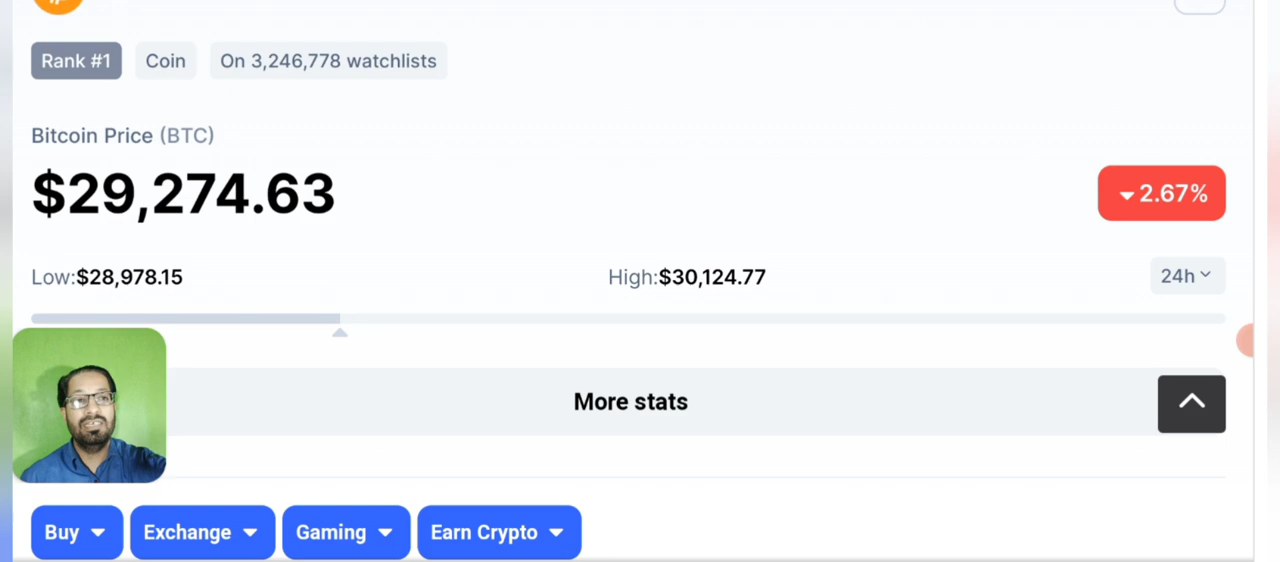 Rank #1 Coin On 3,246,778 watchlists
Bitcoin Price (BTC)
$29,274.63 2.67%
Low:$28,978.15 High:$30,124.77 24h
More stats
Buy Exchange Gaming Earn Crypto